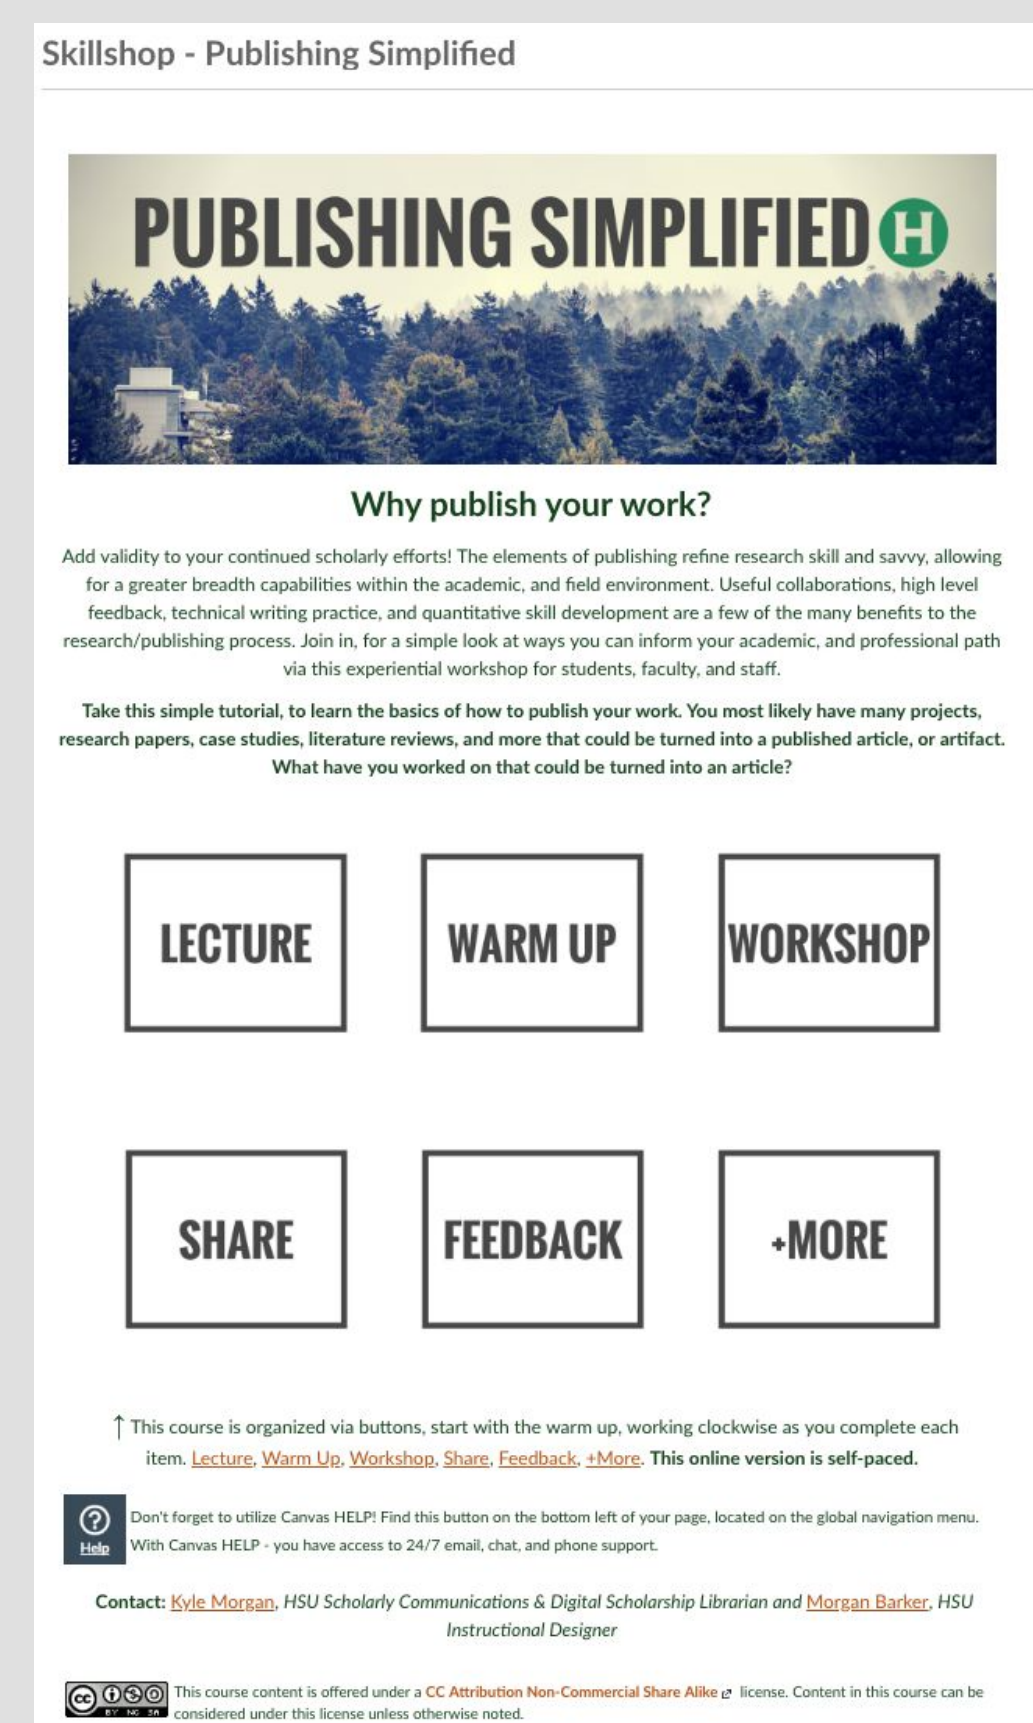 Skillshop - Publishing Simplified
PUBLISHING SIMPLIFIED H
Why publish your work?
Add validity to your continued scholarly efforts! The elements of publishing refine research skill and savvy, allowing
for a greater breadth capabilities within the academic, and field environment. Useful collaborations, high level
feedback, technical writing practice, and quantitative skill development are a few of the many benefits to the
research/publishing process. Join in, for a simple look at ways you can inform your academic, and professional path
via this experiential workshop for students, faculty, and staff.
Take this simple tutorial, to learn the basics of how to publish your work. You most likely have many projects,
research papers, case studies, literature reviews, and more that could be turned into a published article, or artifact.
What have you worked on that could be turned into an article?
LECTURE
WARM UP
WORKSHOP
SHARE
FEEDBACK
+MORE
↑ This course is organized via buttons, start with the warm up, working clockwise as you complete each
item. Lecture, Warm Up, Workshop, Share, Feedback, +More. This online version is self-paced.
Help
Don't forget to utilize Canvas HELP! Find this button on the bottom left of your page, located on the global navigation menu.
With Canvas HELP - you have access to 24/7 email, chat, and phone support.
Contact: Kyle Morgan, HSU Scholarly Communications & Digital Scholarship Librarian and Morgan Barker, HSU
Instructional Designer
cc BY NC SA
This course content is offered under a CC Attribution Non-Commercial Share Alike license. Content in this course can be
considered under this license unless otherwise noted.